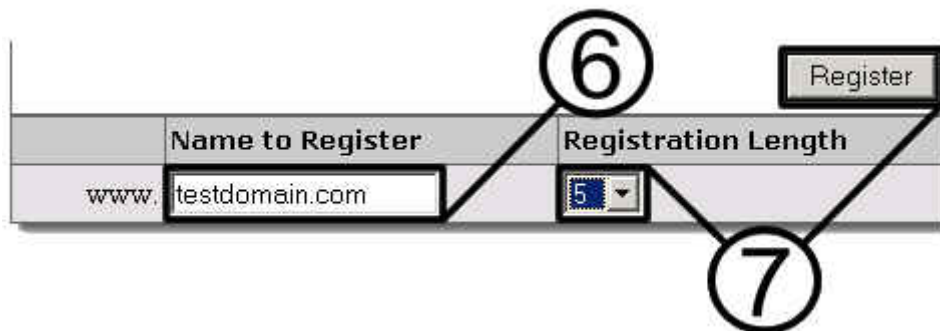 6
Register
Name to Register Registration Length
www. testdomain.com 5
7